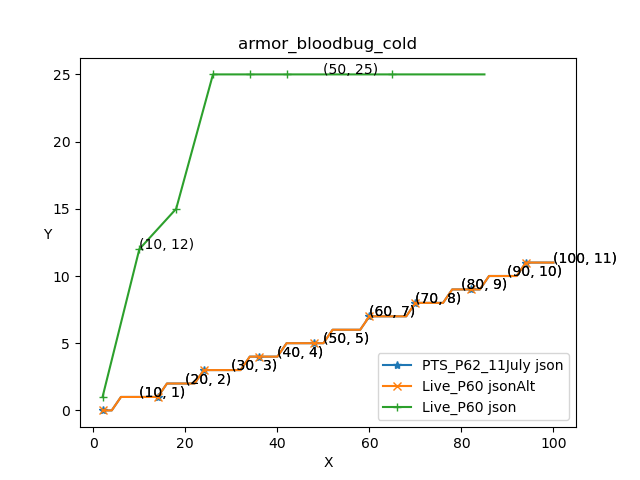 armor_bloodbug_cold
25
(50, 25)
20
15
Y
(10, 12)
10
(100, 11)
(90, 10)
(80, 9)
(70, 8)
(60, 7)
5
(50, 5)
(40, 4)
(30, 3)
(20, 2)
(10, 1)
0
PTS_P62_11July json
Live_P60 jsonAlt
Live_P60 json
0 20 40 60 80 100
X